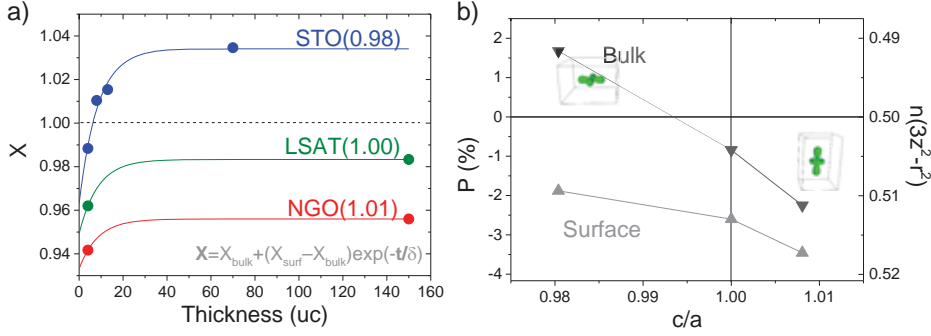 a)
STO(0.98)
LSAT(1.00)
NGO(1.01)
X=X_bulk+(X_surf−X_bulk)exp(-t/δ)
1.04
1.02
1.00
0.98
0.96
0.94
X
0 20 40 60 80 100 120 140 160
Thickness (uc)
b)
Bulk
Surface
2
1
0
-1
-2
-3
-4
P (%)
0.49
0.50
0.51
0.52
n(3z²-r²)
0.98 0.99 1.00 1.01
c/a